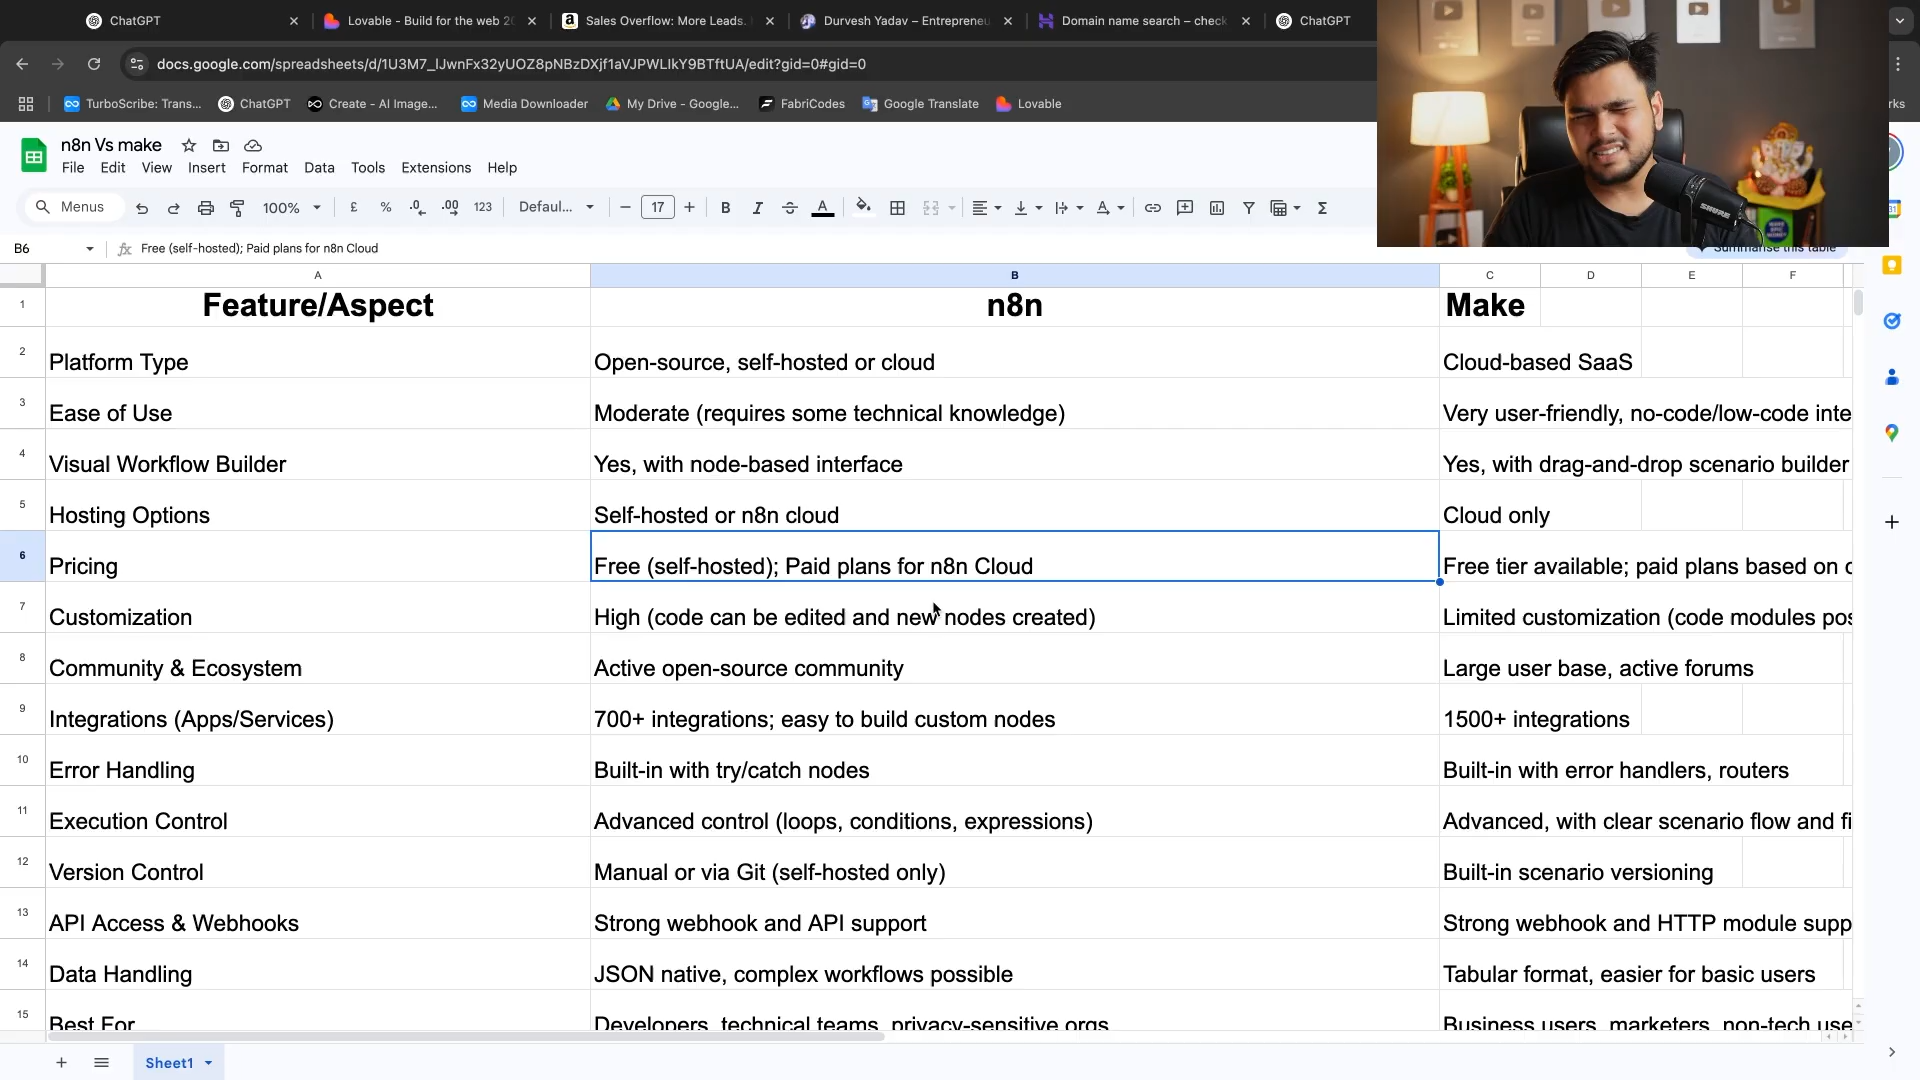 ChatGPT
Lovable - Build for the web 20
Sales Overflow: More Leads.
Durvesh Yadav – Entrepreneu
Domain name search – check
ChatGPT
docs.google.com/spreadsheets/d/1U3M7_lJwnFx32yUOZ8pNBzDXjf1aVJPWLIkY9BTftUA/edit?gid=0#gid=0
TurboScribe: Trans...
ChatGPT
Create - AI Image...
Media Downloader
My Drive - Google...
FabriCodes
Google Translate
Lovable
rks
n8n Vs make
File Edit View Insert Format Data Tools Extensions Help
Menus
100%
£ % .0 .00 123
Defaul...
17
B I A
SHURE
B6
Free (self-hosted); Paid plans for n8n Cloud
Summarise this table
A B C D E F
1 Feature/Aspect n8n Make
2 Platform Type Open-source, self-hosted or cloud Cloud-based SaaS
3 Ease of Use Moderate (requires some technical knowledge) Very user-friendly, no-code/low-code inte
4 Visual Workflow Builder Yes, with node-based interface Yes, with drag-and-drop scenario builder
5 Hosting Options Self-hosted or n8n cloud Cloud only
6 Pricing Free (self-hosted); Paid plans for n8n Cloud Free tier available; paid plans based on o
7 Customization High (code can be edited and new nodes created) Limited customization (code modules pos
8 Community & Ecosystem Active open-source community Large user base, active forums
9 Integrations (Apps/Services) 700+ integrations; easy to build custom nodes 1500+ integrations
10 Error Handling Built-in with try/catch nodes Built-in with error handlers, routers
11 Execution Control Advanced control (loops, conditions, expressions) Advanced, with clear scenario flow and fi
12 Version Control Manual or via Git (self-hosted only) Built-in scenario versioning
13 API Access & Webhooks Strong webhook and API support Strong webhook and HTTP module supp
14 Data Handling JSON native, complex workflows possible Tabular format, easier for basic users
15 Best For Developers, technical teams, privacy-sensitive orgs Business users, marketers, non-tech use
Sheet1